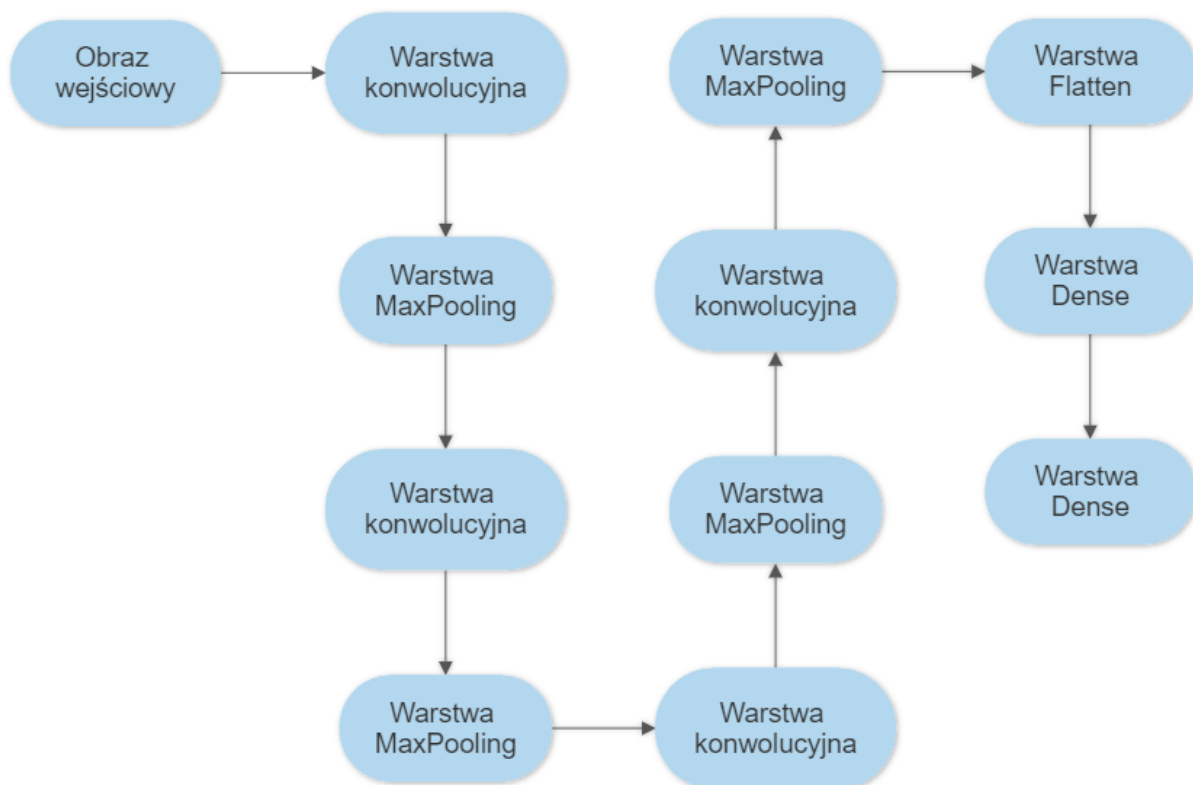 Obraz
wejściowy
Warstwa
konwolucyjna
Warstwa
MaxPooling
Warstwa
konwolucyjna
Warstwa
MaxPooling
Warstwa
konwolucyjna
Warstwa
MaxPooling
Warstwa
konwolucyjna
Warstwa
MaxPooling
Warstwa
Flatten
Warstwa
Dense
Warstwa
Dense